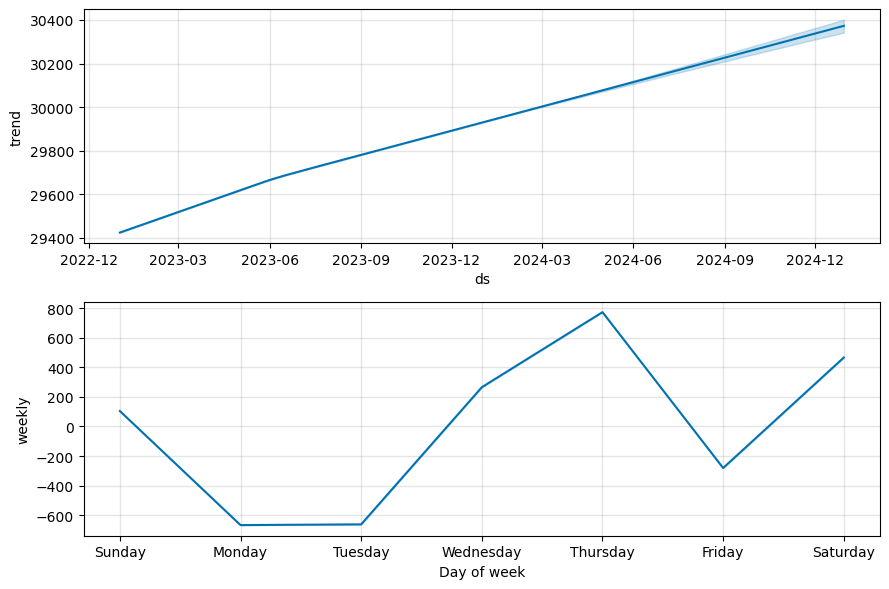 30400
30200
30000
29800
29600
29400
trend
2022-12 2023-03 2023-06 2023-09 2023-12 2024-03 2024-06 2024-09 2024-12
ds
800
600
400
200
0
−200
−400
−600
weekly
Sunday Monday Tuesday Wednesday Thursday Friday Saturday
Day of week